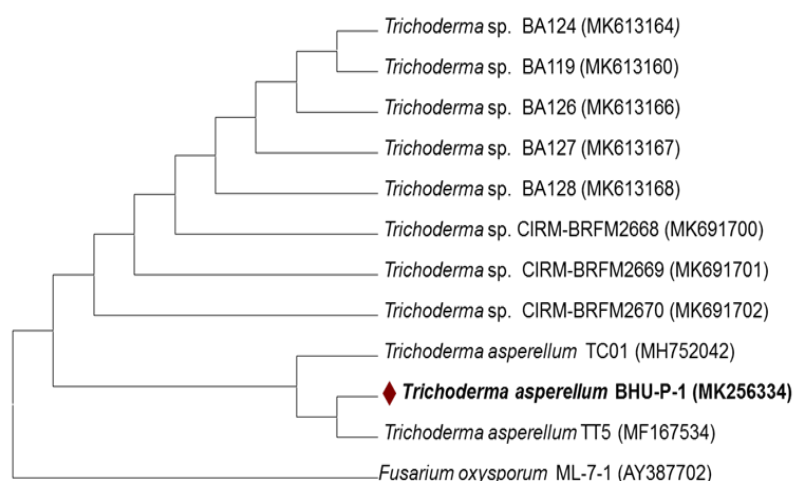 Trichoderma sp. BA124 (MK613164)
Trichoderma sp. BA119 (MK613160)
Trichoderma sp. BA126 (MK613166)
Trichoderma sp. BA127 (MK613167)
Trichoderma sp. BA128 (MK613168)
Trichoderma sp. CIRM-BRFM2668 (MK691700)
Trichoderma sp. CIRM-BRFM2669 (MK691701)
Trichoderma sp. CIRM-BRFM2670 (MK691702)
Trichoderma asperellum TC01 (MH752042)
Trichoderma asperellum BHU-P-1 (MK256334)
Trichoderma asperellum TT5 (MF167534)
Fusarium oxysporum ML-7-1 (AY387702)